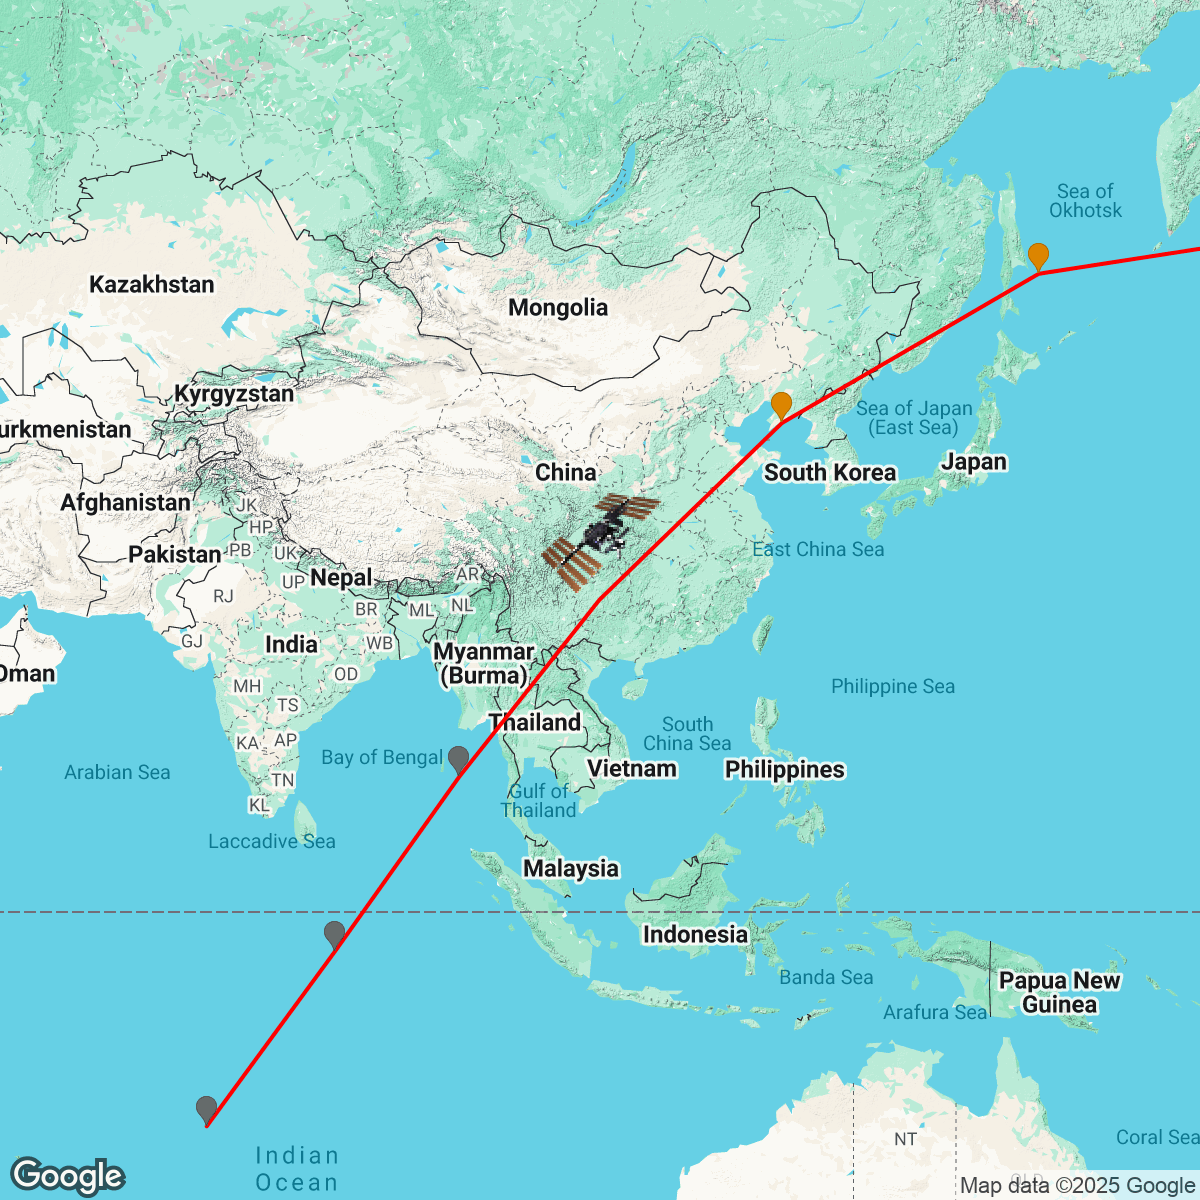 Sea of
Okhotsk
Kazakhstan
Mongolia
Kyrgyzstan
Sea of Japan
(East Sea)
urkmenistan
Japan
China
South Korea
Afghanistan
JK
HP
Pakistan
PB
UK
East China Sea
Nepal
AR
UP
RJ
BR
ML
NL
GJ
India
WB
Myanmar
(Burma)
Oman
OD
MH
Philippine Sea
TS
Thailand
South
China Sea
KA
AP
Bay of Bengal
Arabian Sea
TN
Vietnam
Philippines
KL
Gulf of
Thailand
Laccadive Sea
Malaysia
Indonesia
Banda Sea
Papua New
Guinea
Arafura Sea
NT
Coral Sea
Indian
Ocean
QLD
Google
Map data ©2025 Google